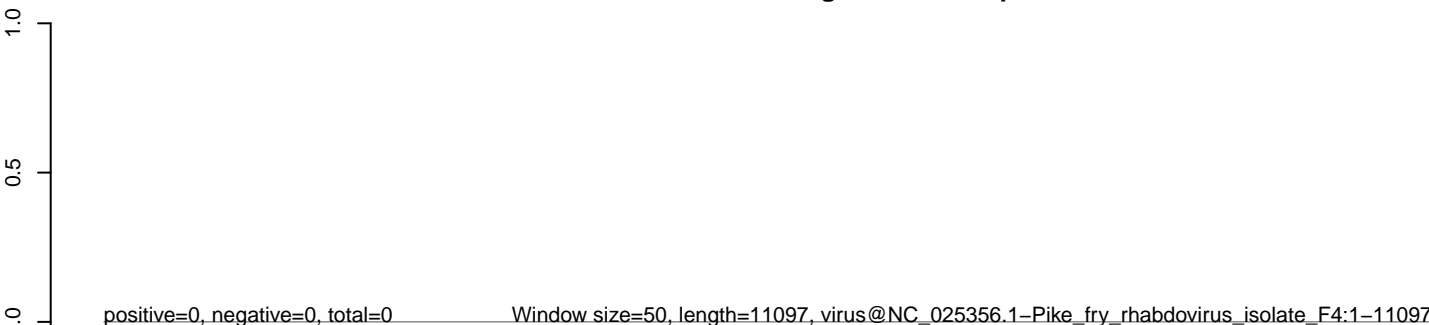 1.0
0.5
.0
positive=0, negative=0, total=0 Window size=50, length=11097, virus@NC_025356.1−Pike_fry_rhabdovirus_isolate_F4:1−11097